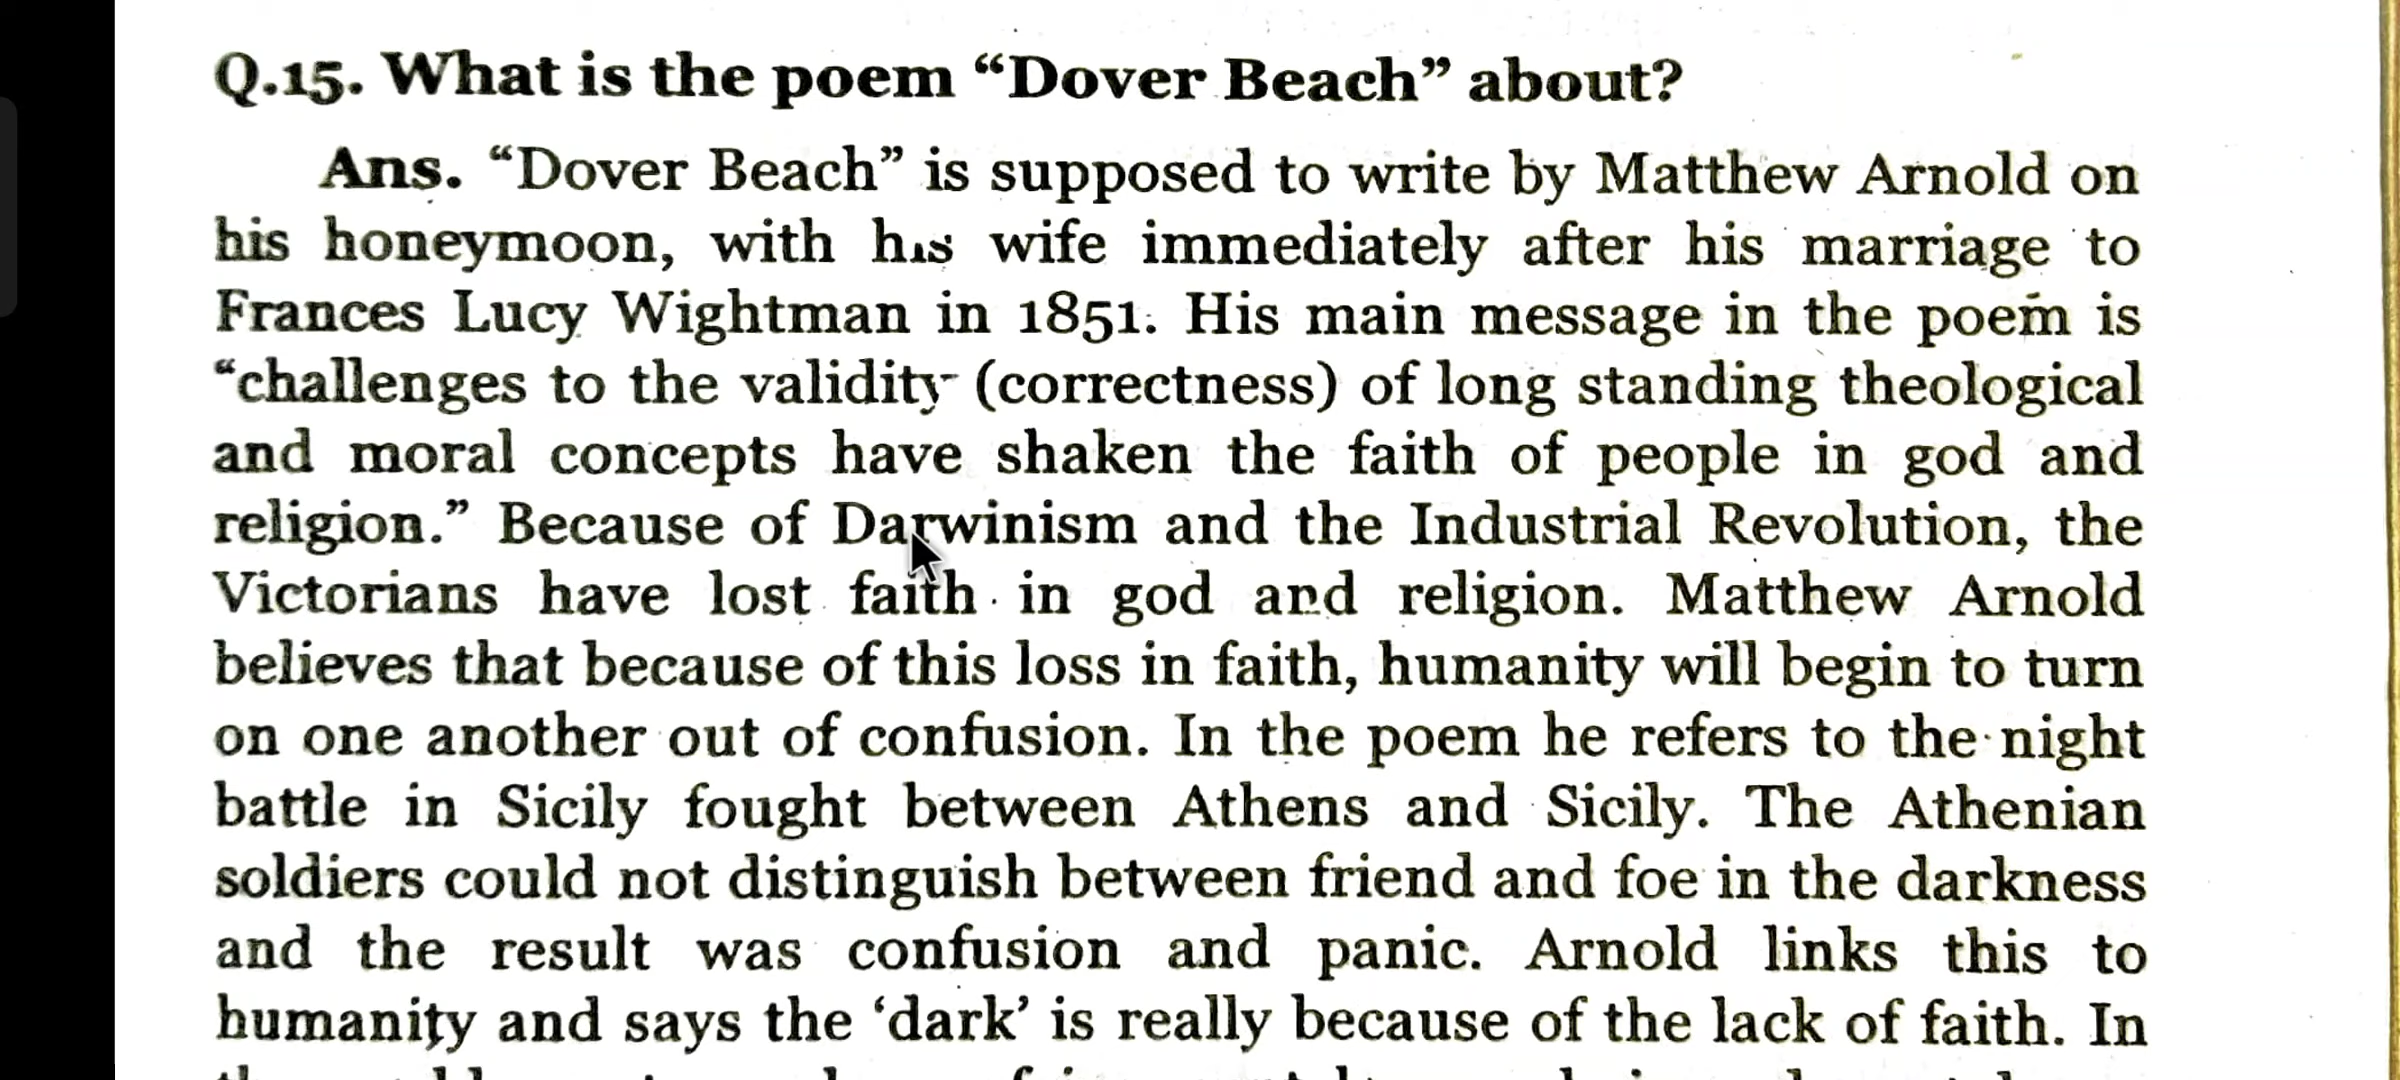 Q.15. What is the poem “Dover Beach” about?
Ans. “Dover Beach” is supposed to write by Matthew Arnold on
his honeymoon, with his wife immediately after his marriage to
Frances Lucy Wightman in 1851. His main message in the poem is
“challenges to the validity (correctness) of long standing theological
and moral concepts have shaken the faith of people in god and
religion.” Because of Darwinism and the Industrial Revolution, the
Victorians have lost faith in god and religion. Matthew Arnold
believes that because of this loss in faith, humanity will begin to turn
on one another out of confusion. In the poem he refers to the night
battle in Sicily fought between Athens and Sicily. The Athenian
soldiers could not distinguish between friend and foe in the darkness
and the result was confusion and panic. Arnold links this to
humanity and says the ‘dark’ is really because of the lack of faith. In